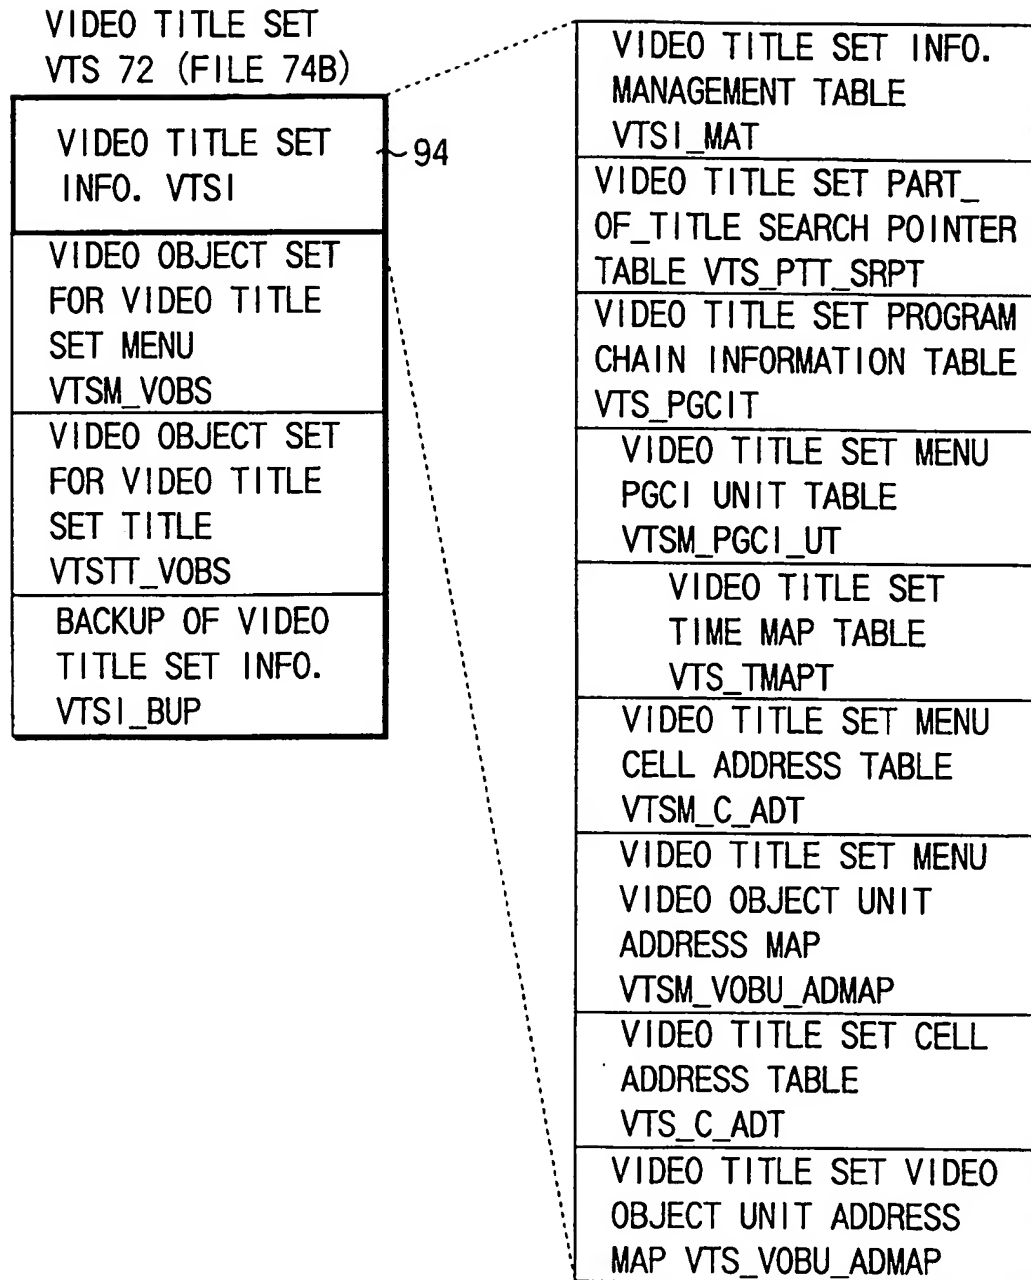 VIDEO TITLE SET
VTS 72 (FILE 74B)
VIDEO TITLE SET
INFO. VTSI
94
VIDEO OBJECT SET
FOR VIDEO TITLE
SET MENU
VTSM_VOBS
VIDEO OBJECT SET
FOR VIDEO TITLE
SET TITLE
VTSTT_VOBS
BACKUP OF VIDEO
TITLE SET INFO.
VTSI_BUP
VIDEO TITLE SET INFO.
MANAGEMENT TABLE
VTSI_MAT
VIDEO TITLE SET PART_
OF_TITLE SEARCH POINTER
TABLE VTS_PTT_SRPT
VIDEO TITLE SET PROGRAM
CHAIN INFORMATION TABLE
VTS_PGCIT
VIDEO TITLE SET MENU
PGCI UNIT TABLE
VTSM_PGCI_UT
VIDEO TITLE SET
TIME MAP TABLE
VTS_TMAPT
VIDEO TITLE SET MENU
CELL ADDRESS TABLE
VTSM_C_ADT
VIDEO TITLE SET MENU
VIDEO OBJECT UNIT
ADDRESS MAP
VTSM_VOBU_ADMAP
VIDEO TITLE SET CELL
ADDRESS TABLE
VTS_C_ADT
VIDEO TITLE SET VIDEO
OBJECT UNIT ADDRESS
MAP VTS_VOBU_ADMAP